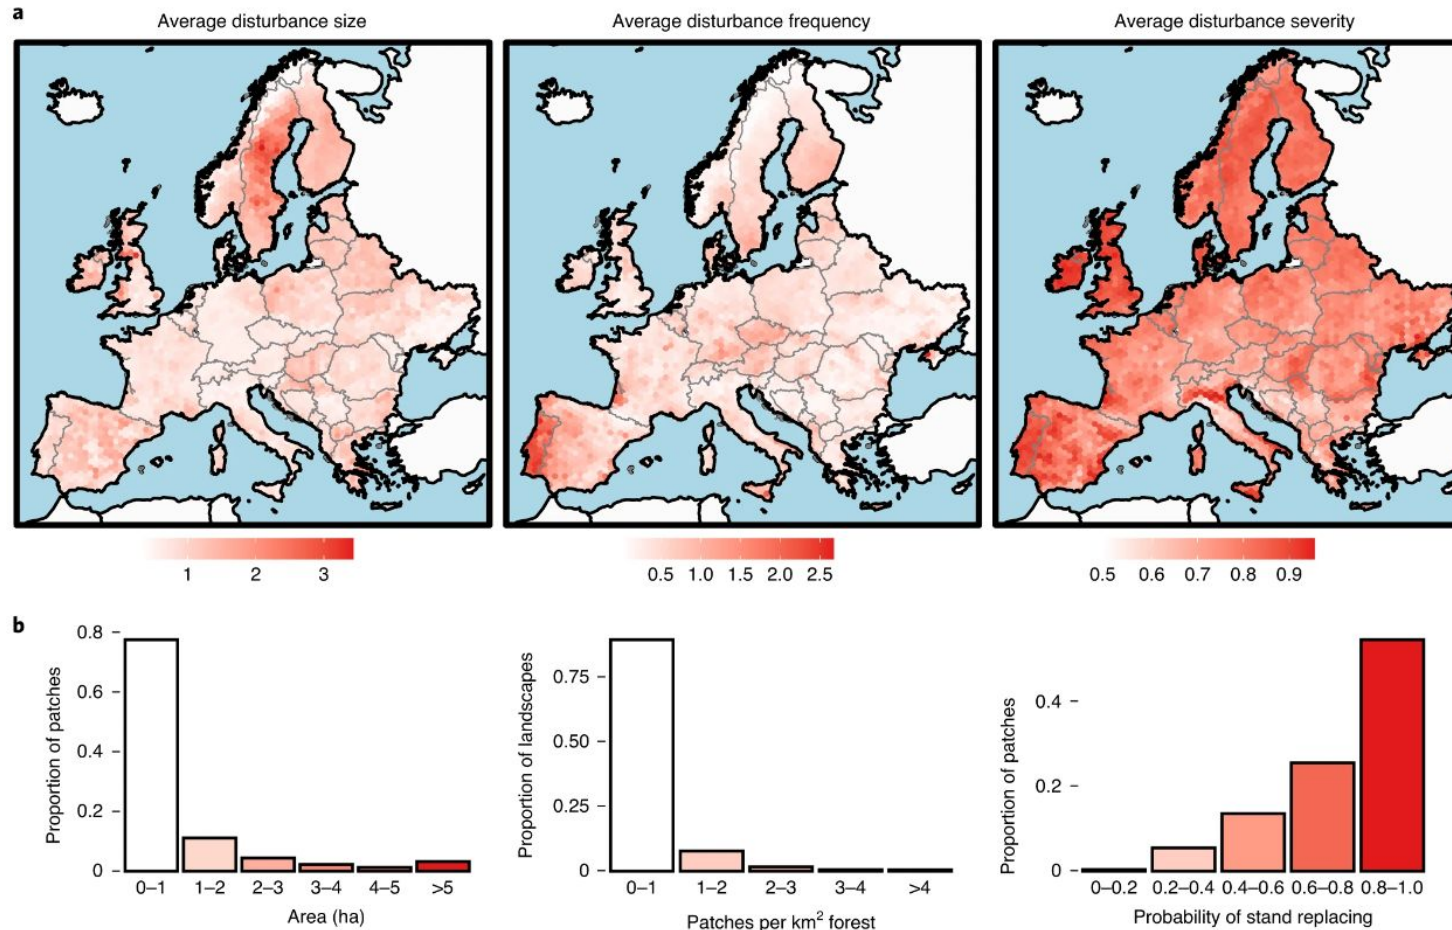 a
Average disturbance size
Average disturbance frequency
Average disturbance severity
1 2 3
0.5 1.0 1.5 2.0 2.5
0.5 0.6 0.7 0.8 0.9
b
Proportion of patches
0.8
0.6
0.4
0.2
0
0–1 1–2 2–3 3–4 4–5 >5
Area (ha)
Proportion of landscapes
0.75
0.50
0.25
0
0–1 1–2 2–3 3–4 >4
Patches per km² forest
Proportion of patches
0.4
0.2
0
0–0.2 0.2–0.4 0.4–0.6 0.6–0.8 0.8–1.0
Probability of stand replacing